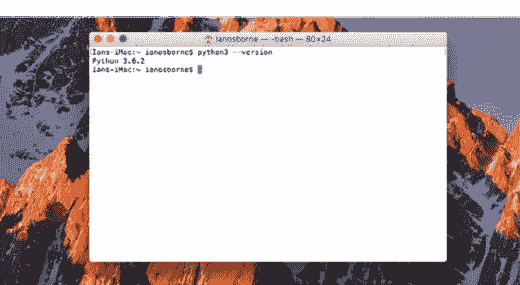 ianosborne — -bash — 80×24
Ians-iMac:~ ianosborne$ python3 --version
Python 3.6.2
Ians-iMac:~ ianosborne$